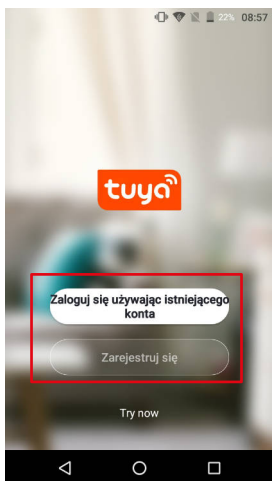 22% 08:57
tuya
Zaloguj się używając istniejącego
konta
Zarejestruj się
Try now